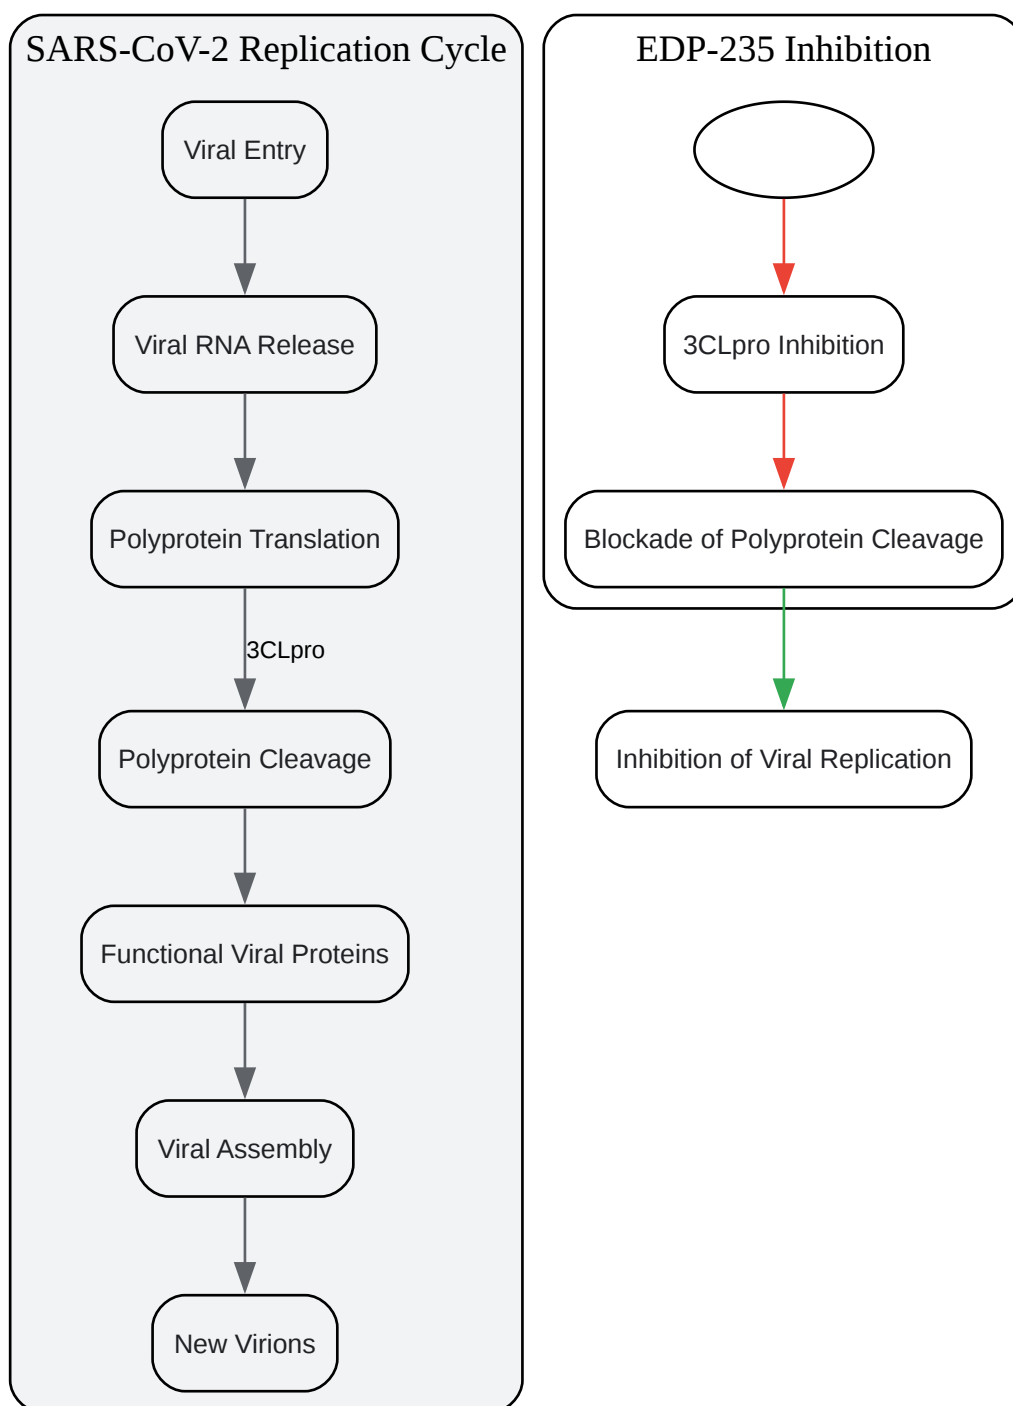 SARS-CoV-2 Replication Cycle
Viral Entry
Viral RNA Release
Polyprotein Translation
3CLpro
Polyprotein Cleavage
Functional Viral Proteins
Viral Assembly
New Virions
EDP-235 Inhibition
3CLpro Inhibition
Blockade of Polyprotein Cleavage
Inhibition of Viral Replication